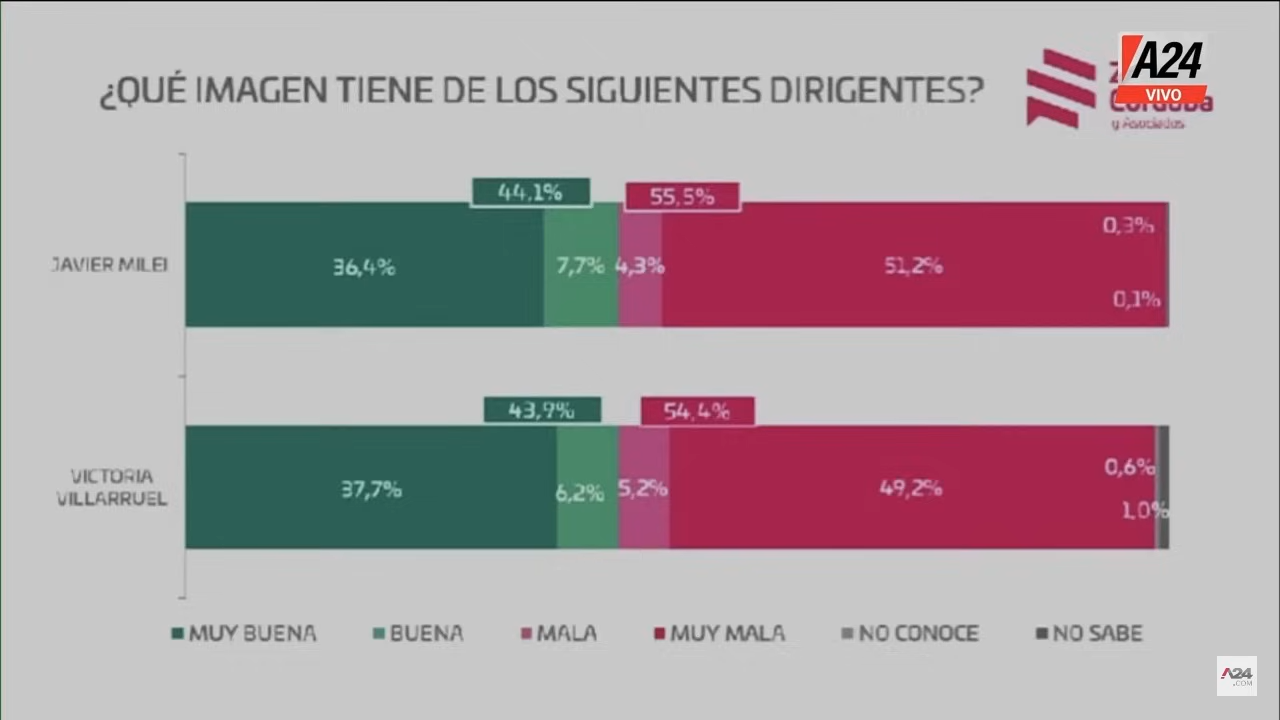 ¿QUÉ IMAGEN TIENE DE LOS SIGUIENTES DIRIGENTES?
A24
VIVO
Córdoba
y Asociados
44,1%
55,5%
JAVIER MILEI
36,4%
7,7%
4,3%
51,2%
0,3%
0,1%
43,9%
54,4%
VICTORIA
VILLARRUEL
37,7%
6,2%
5,2%
49,2%
0,6%
1,0%
MUY BUENA
BUENA
MALA
MUY MALA
NO CONOCE
NO SABE
A24
.COM